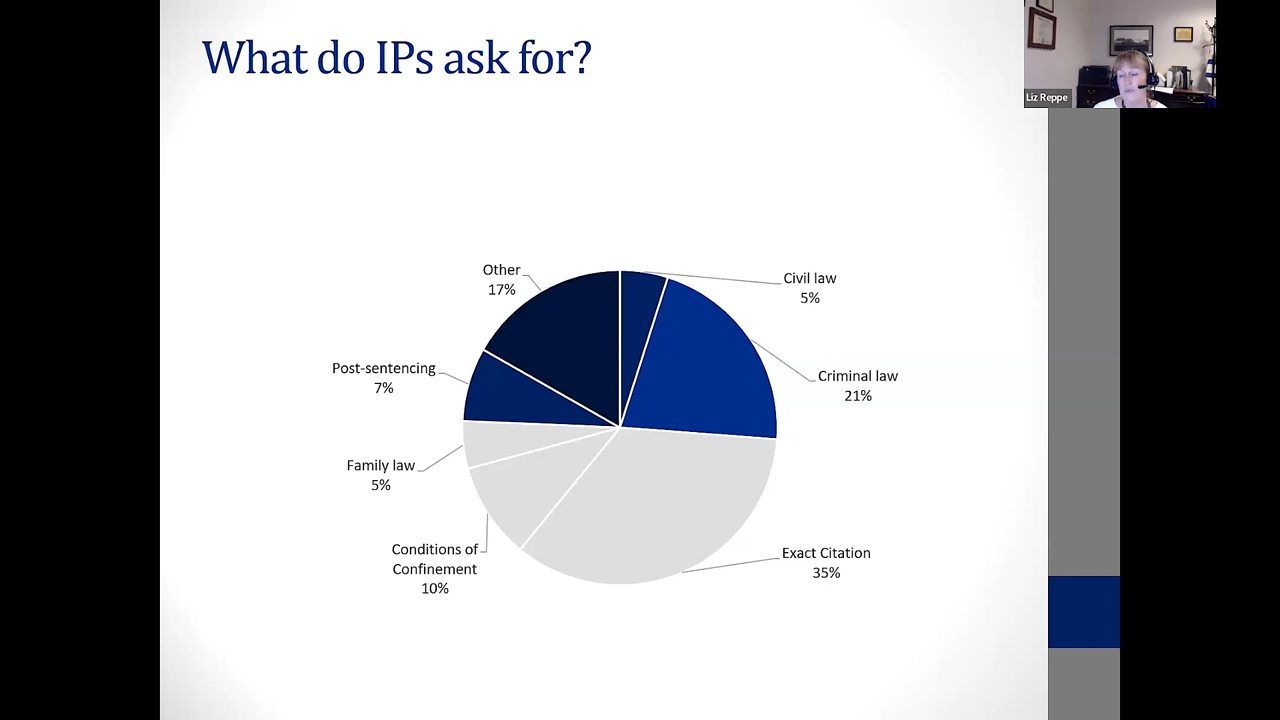 What do IPs ask for?
Liz Reppe
Other
17%
Civil law
5%
Post-sentencing
7%
Criminal law
21%
Family law
5%
Conditions of
Confinement
10%
Exact Citation
35%